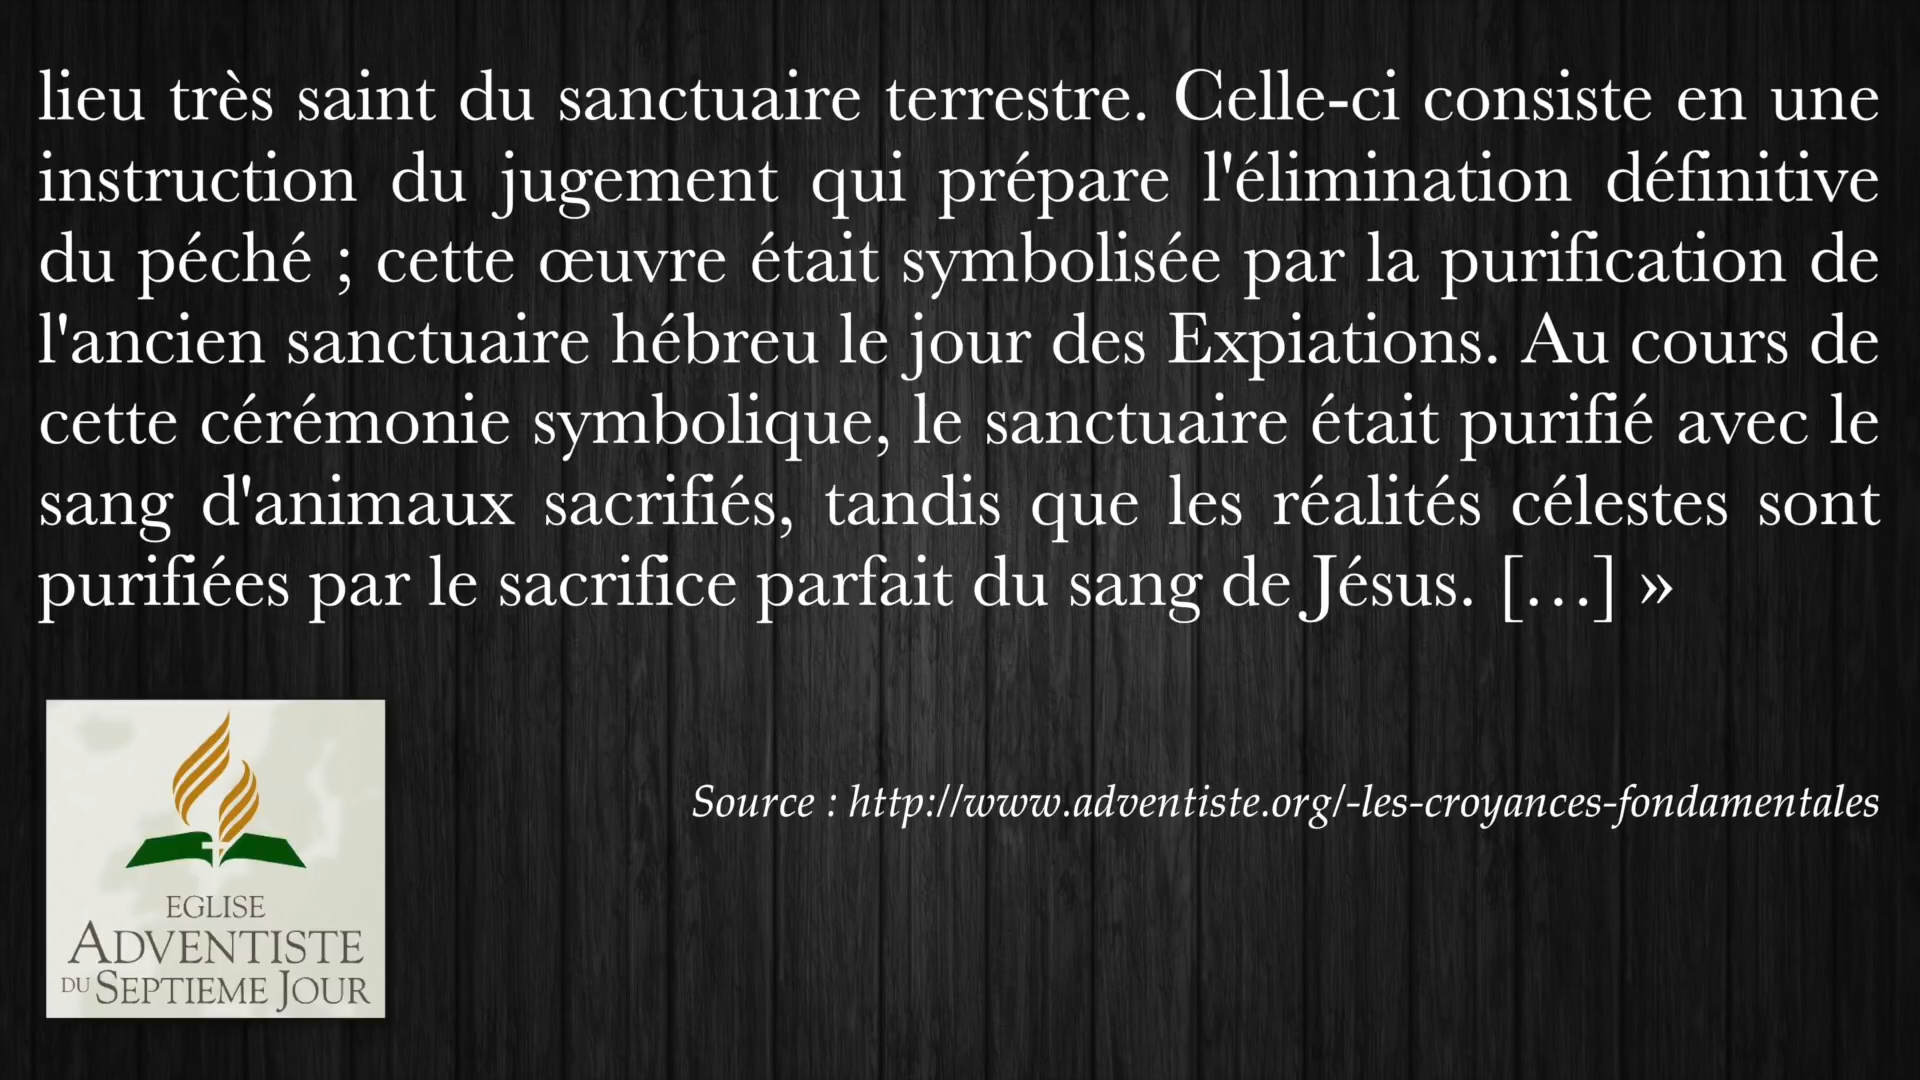 lieu très saint du sanctuaire terrestre. Celle-ci consiste en une
instruction du jugement qui prépare l'élimination définitive
du péché ; cette œuvre était symbolisée par la purification de
l'ancien sanctuaire hébreu le jour des Expiations. Au cours de
cette cérémonie symbolique, le sanctuaire était purifié avec le
sang d'animaux sacrifiés, tandis que les réalités célestes sont
purifiées par le sacrifice parfait du sang de Jésus. […] »
Source : http://www.adventiste.org/-les-croyances-fondamentales
EGLISE
ADVENTISTE
DU SEPTIEME JOUR